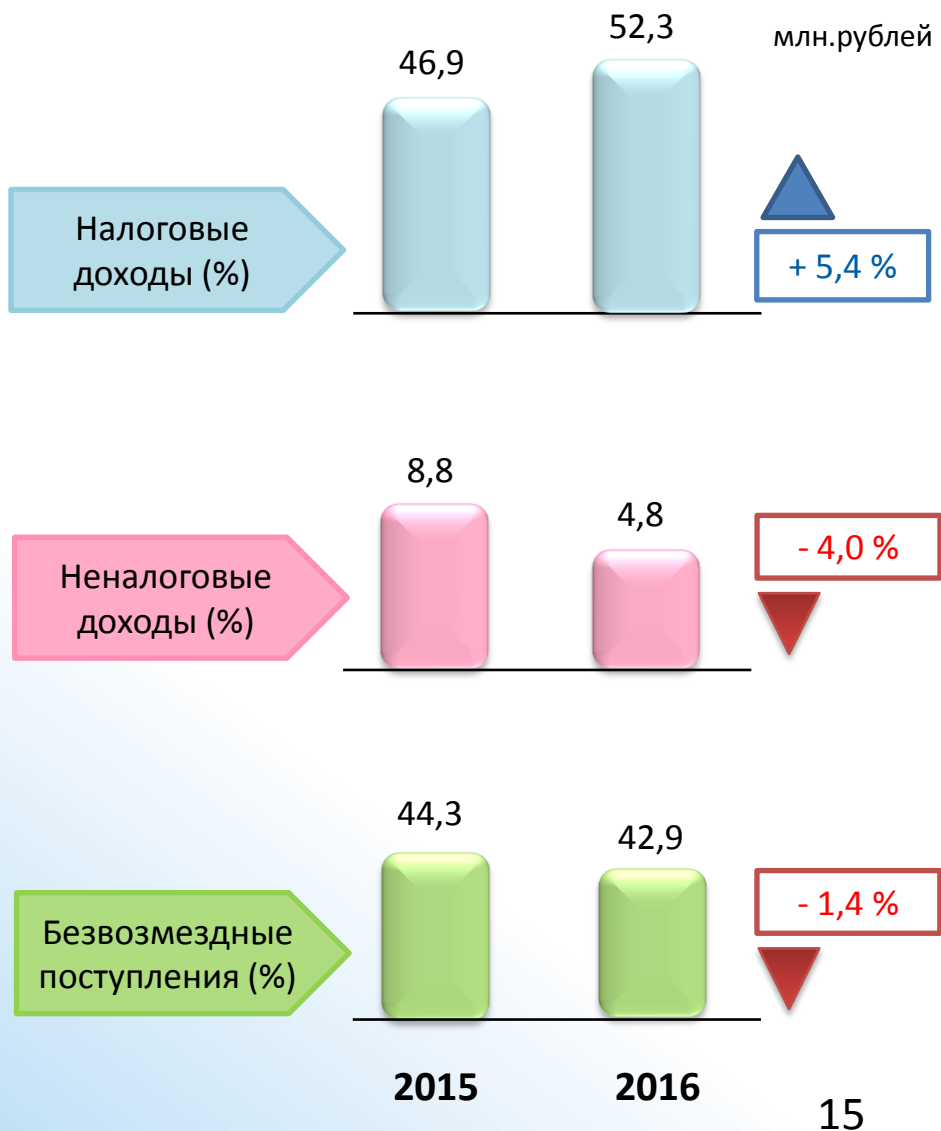 млн.рублей
46,9
52,3
Налоговые
доходы (%)
+ 5,4 %
8,8
4,8
Неналоговые
доходы (%)
- 4,0 %
44,3
42,9
Безвозмездные
поступления (%)
- 1,4 %
2015
2016
15